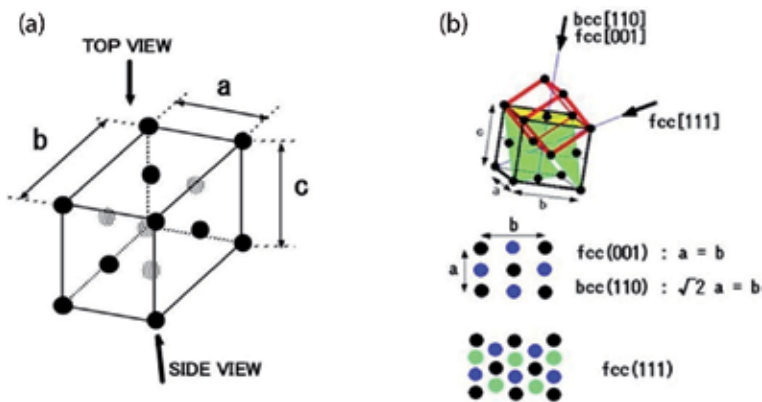 (a)
TOP VIEW
a
b
c
SIDE VIEW
(b)
bcc[110]
fcc[001]
fcc[111]
c
a
b
b
a
fcc(001) : a = b
bcc(110) : √2 a = b
fcc(111)